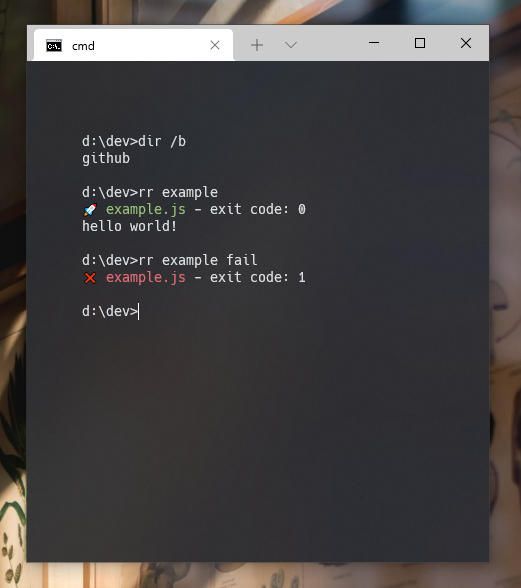 cmd
d:\dev>dir /b
github
d:\dev>rr example
🚀 example.js - exit code: 0
hello world!
d:\dev>rr example fail
❌ example.js - exit code: 1
d:\dev>